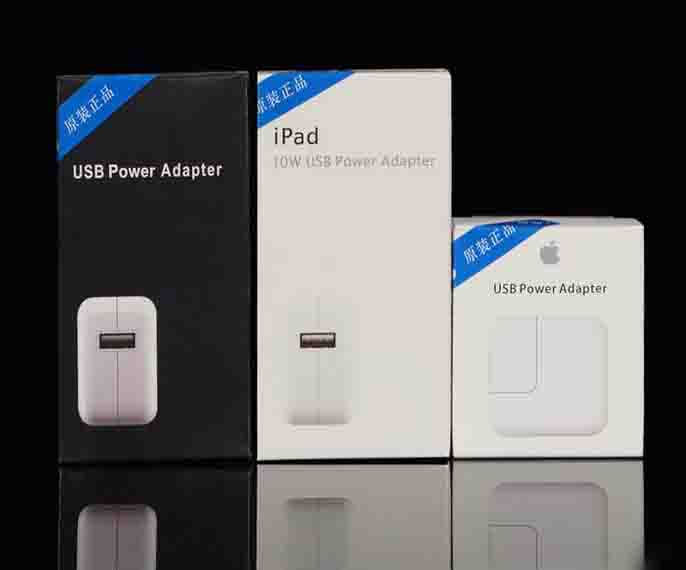 原装正品
USB Power Adapter
原装正品
iPad
10W USB Power Adapter
原装正品
USB Power Adapter